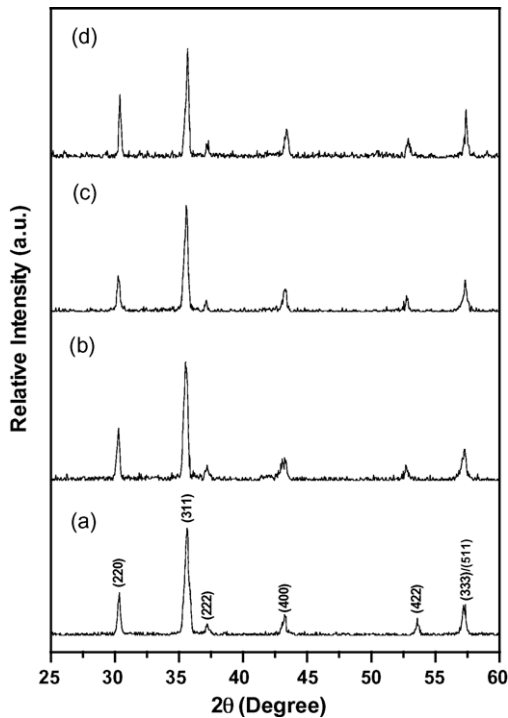 (d)
(c)
(b)
(a)
(220)
(311)
(222)
(400)
(422)
(333)/(511)
Relative Intensity (a.u.)
25 30 35 40 45 50 55 60
2θ (Degree)